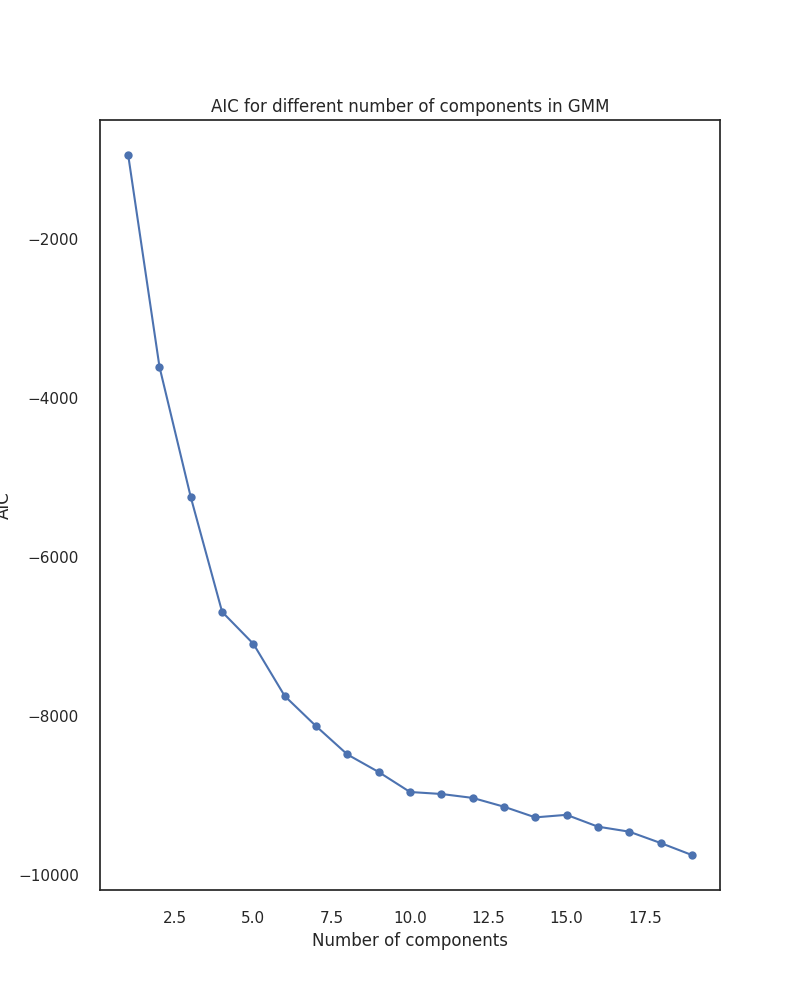 AIC for different number of components in GMM
−2000
−4000
AIC
−6000
−8000
−10000
2.5 5.0 7.5 10.0 12.5 15.0 17.5
Number of components